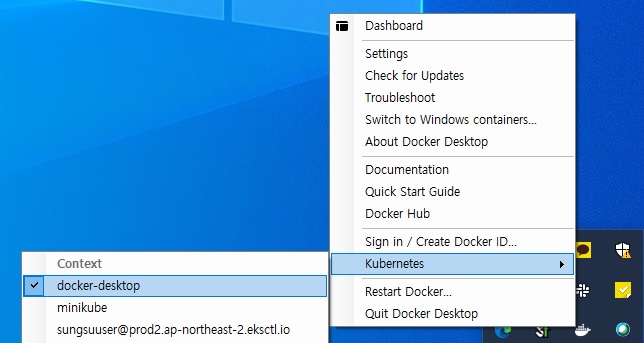 Dashboard
Settings
Check for Updates
Troubleshoot
Switch to Windows containers...
About Docker Desktop
Documentation
Quick Start Guide
Docker Hub
Sign in / Create Docker ID...
Kubernetes
Restart Docker...
Quit Docker Desktop
Context
docker-desktop
minikube
sungsuuser@prod2.ap-northeast-2.eksctl.io